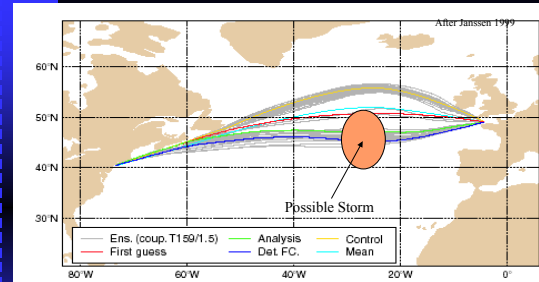 After Janssen 1999
60°N
50°N
40°N
30°N
Possible Storm
Ens. (coup. T159/1.5) Analysis Control
First guess Det. FC. Mean
80°W 60°W 40°W 20°W 0°